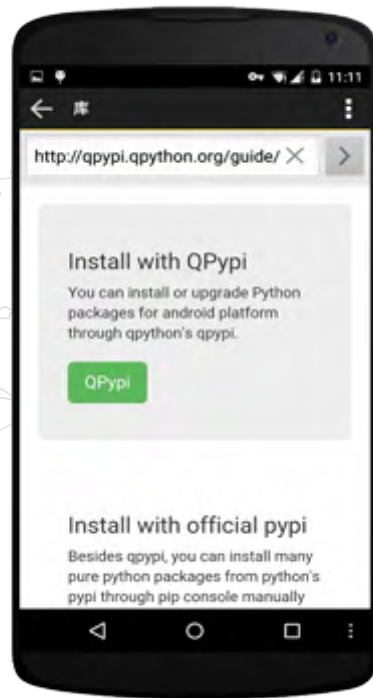 11:11
库
http://qpypi.qpython.org/guide/
Install with QPypi
You can install or upgrade Python
packages for android platform
through qpython's qpypi.
QPypi
Install with official pypi
Besides qpypi, you can install many
pure python packages from python's
pypi through pip console manually